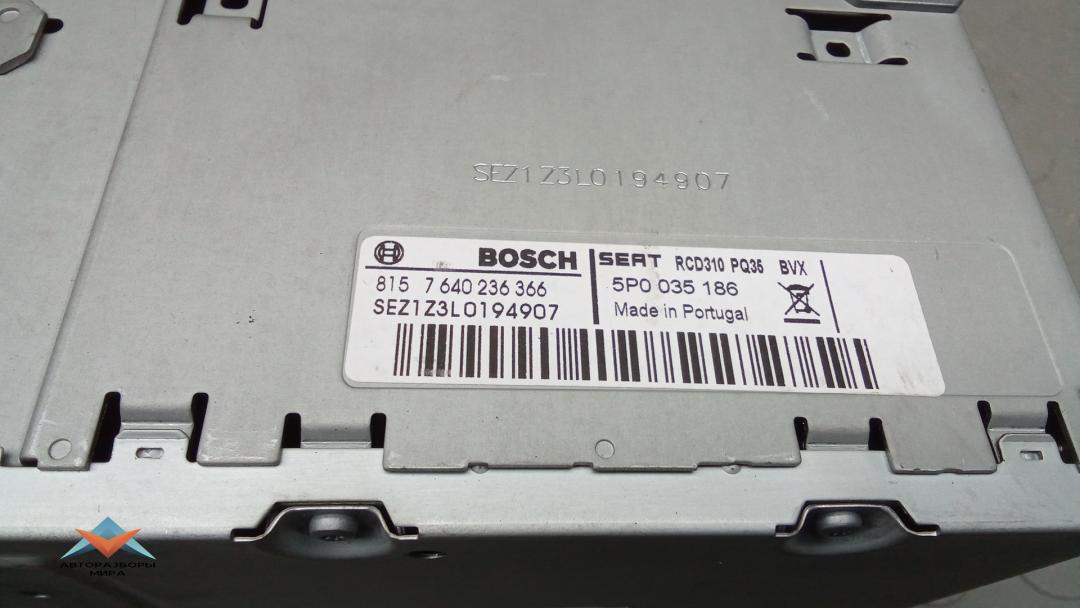 SEZ1Z3L0194907
BOSCH
815 7 640 236 366
SEZ1Z3L0194907
SEAT RCD310 PQ35 BVX
5P0 035 186
Made in Portugal
АВТОРАЗБОРЫ
МИРА